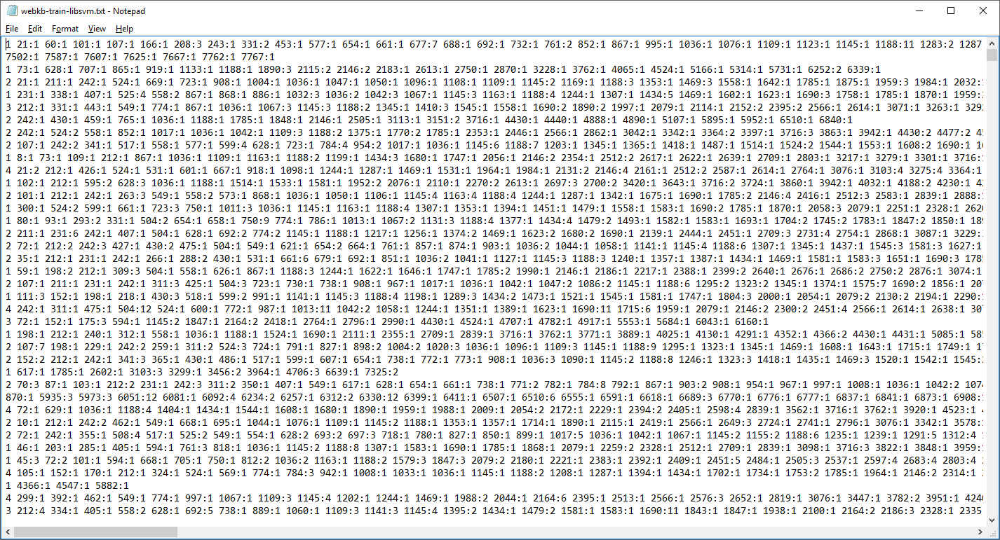 webkb-train-libsvm.txt - Notepad
File Edit Format View Help
1 21:1 60:1 101:1 107:1 166:1 208:3 243:1 331:2 453:1 577:1 654:1 661:1 677:7 688:1 692:1 732:1 761:2 852:1 867:1 995:1 1036:1 1076:1 1109:1 1123:1 1145:1 1188:11 1283:2 1287
7502:1 7587:1 7607:1 7625:1 7667:1 7762:1 7767:1
1 73:1 628:1 707:1 865:1 919:1 1133:1 1188:1 1890:3 2115:2 2146:2 2183:1 2613:1 2750:1 2870:1 3228:1 3762:1 4065:1 4524:1 5166:1 5314:1 5731:1 6252:2 6339:1
2 21:1 211:1 242:1 524:1 669:1 723:1 908:1 1004:1 1036:1 1047:1 1050:1 1096:1 1108:1 1109:1 1145:2 1169:1 1188:3 1353:1 1469:3 1558:1 1642:1 1785:1 1875:1 1959:3 1984:1 2032:1
1 231:1 338:1 407:1 525:4 558:2 867:1 868:1 886:1 1032:3 1036:2 1042:3 1067:1 1145:3 1163:1 1188:4 1244:1 1307:1 1434:5 1469:1 1602:1 1623:1 1690:3 1758:1 1785:1 1870:1 1959:
3 212:1 331:1 443:1 549:1 774:1 867:1 1036:1 1067:3 1145:3 1188:2 1345:1 1410:3 1545:1 1558:1 1690:2 1890:2 1997:1 2079:1 2114:1 2152:2 2395:2 2566:1 2614:1 3071:1 3263:1 329
2 242:1 430:1 459:1 765:1 1036:1 1188:1 1785:1 1848:1 2146:1 2505:1 3113:1 3151:2 3716:1 4430:1 4440:1 4888:1 4890:1 5107:1 5895:1 5952:1 6510:1 6840:1
2 242:1 524:2 558:1 852:1 1017:1 1036:1 1042:1 1109:3 1188:2 1375:1 1770:2 1785:1 2353:1 2446:1 2566:1 2862:1 3042:1 3342:1 3364:2 3397:1 3716:3 3863:1 3942:1 4430:2 4477:2 4
2 107:1 242:2 341:1 517:1 558:1 577:1 599:4 628:1 723:1 784:4 954:2 1017:1 1036:1 1145:6 1188:7 1203:1 1345:1 1365:1 1418:1 1487:1 1514:1 1524:2 1544:1 1553:1 1608:2 1690:1 1
1 8:1 73:1 109:1 212:1 867:1 1036:1 1109:1 1163:1 1188:2 1199:1 1434:3 1680:1 1747:1 2056:1 2146:2 2354:1 2512:2 2617:1 2622:1 2639:1 2709:1 2803:1 3217:1 3279:1 3301:1 3716:
4 21:2 212:1 426:1 524:1 531:1 601:1 667:1 918:1 1098:1 1244:1 1287:1 1469:1 1531:1 1964:1 1984:1 2131:2 2146:4 2161:1 2512:2 2587:1 2614:1 2764:1 3076:1 3103:4 3275:4 3364:1
1 102:1 212:1 595:2 628:3 1036:1 1188:1 1514:1 1533:1 1581:1 1952:2 2076:1 2110:1 2270:2 2613:1 2697:3 2700:2 3420:1 3643:1 3716:2 3724:1 3860:1 3942:1 4032:1 4188:2 4230:1 4
2 101:1 212:1 242:1 263:3 549:1 558:2 573:1 868:1 1036:1 1050:1 1106:1 1145:4 1163:4 1188:4 1244:1 1287:1 1342:1 1675:1 1690:1 1785:2 2146:4 2416:1 2512:3 2583:1 2839:1 2888:
1 300:1 524:2 599:1 661:1 723:3 750:1 1011:3 1036:1 1145:1 1163:1 1188:4 1307:1 1353:1 1394:1 1451:1 1479:1 1558:1 1583:1 1690:2 1785:1 1870:1 2058:3 2079:1 2251:1 2328:1 262
1 80:1 93:1 293:2 331:1 504:2 654:1 658:1 750:9 774:1 786:1 1013:1 1067:2 1131:3 1188:4 1377:1 1434:4 1479:2 1493:1 1582:1 1583:1 1693:1 1704:2 1745:2 1783:1 1847:2 1850:1 18
2 211:1 231:6 242:1 407:1 504:1 628:1 692:2 774:2 1145:1 1188:1 1217:1 1256:1 1374:2 1469:1 1623:2 1680:2 1690:1 2139:1 2444:1 2451:1 2709:3 2731:4 2754:1 2868:1 3087:1 3229:
2 72:1 212:2 242:3 427:1 430:2 475:1 504:1 549:1 621:1 654:2 664:1 761:1 857:1 874:1 903:1 1036:2 1044:1 1058:1 1141:1 1145:4 1188:6 1307:1 1345:1 1437:1 1545:3 1581:3 1627:1
2 35:1 212:1 231:1 242:1 266:1 288:2 430:1 531:1 661:6 679:1 692:1 851:1 1036:2 1041:1 1127:1 1145:3 1188:3 1240:1 1357:1 1387:1 1434:1 1469:1 1581:1 1583:3 1651:1 1690:3 178
1 59:1 198:2 212:1 309:3 504:1 558:1 626:1 867:1 1188:3 1244:1 1622:1 1646:1 1747:1 1785:2 1990:1 2146:1 2186:1 2217:1 2388:1 2399:2 2640:1 2676:1 2686:2 2750:2 2876:1 3074:1
2 107:1 211:1 231:1 242:1 311:3 425:1 504:3 723:1 730:1 738:1 908:1 967:1 1017:1 1036:1 1042:1 1047:2 1086:2 1145:1 1188:6 1295:2 1323:2 1345:1 1374:1 1575:7 1690:2 1856:1 20
1 111:3 152:1 198:1 218:1 430:3 518:1 599:2 991:1 1141:1 1145:3 1188:4 1198:1 1289:3 1434:2 1473:1 1521:1 1545:1 1581:1 1747:1 1804:3 2000:1 2054:1 2079:2 2130:2 2194:1 2290:
4 242:1 311:1 475:1 504:12 524:1 600:1 772:1 987:1 1013:11 1042:2 1058:1 1244:1 1351:1 1389:1 1623:1 1690:11 1715:6 1959:1 2079:1 2146:2 2300:2 2451:4 2566:1 2614:1 2638:1 30
3 72:1 152:1 175:3 594:1 1145:2 1847:1 2164:2 2418:1 2764:1 2796:1 2990:1 4430:1 4524:1 4707:1 4782:1 4917:1 5553:1 5684:1 6043:1 6160:1
1 198:1 212:1 240:1 312:1 558:1 1036:1 1188:1 1524:1 1690:1 2111:1 2355:1 2709:1 2839:1 3716:1 3762:1 3771:1 3889:1 4025:1 4130:1 4291:1 4352:1 4366:2 4430:1 4431:1 5085:1 58
2 107:7 198:1 229:1 242:2 259:1 311:2 524:3 724:1 791:1 827:1 898:2 1004:2 1020:3 1036:1 1096:1 1109:3 1145:1 1188:9 1295:1 1323:1 1345:1 1469:1 1608:1 1643:1 1715:1 1749:1 1
2 152:2 212:1 242:1 341:3 365:1 430:1 486:1 517:1 599:1 607:1 654:1 738:1 772:1 773:1 908:1 1036:3 1090:1 1145:2 1188:8 1246:1 1323:3 1418:1 1435:1 1469:3 1520:1 1542:1 1545:
1 617:1 1785:1 2602:1 3103:3 3299:1 3456:2 3964:1 4706:3 6639:1 7325:2
2 70:3 87:1 103:1 212:2 231:1 242:3 311:2 350:1 407:1 549:1 617:1 628:1 654:1 661:1 738:1 771:2 782:1 784:8 792:1 867:1 903:2 908:1 954:1 967:1 997:1 1008:1 1036:1 1042:2 107
870:1 5935:3 5973:3 6051:12 6081:1 6092:4 6234:2 6257:1 6312:2 6330:12 6399:1 6411:1 6507:1 6510:6 6555:1 6591:1 6618:1 6689:3 6770:1 6776:1 6777:1 6837:1 6841:1 6873:1 6908:
4 72:1 629:1 1036:1 1188:4 1404:1 1434:1 1544:1 1608:1 1680:1 1890:1 1959:1 1988:1 2009:1 2054:2 2172:1 2229:1 2394:2 2405:1 2598:4 2839:1 3562:1 3716:1 3762:1 3920:1 4523:1
2 10:1 212:1 242:2 462:1 549:1 668:1 695:1 1044:1 1076:1 1109:1 1145:2 1188:1 1353:1 1357:1 1714:1 1890:1 2115:1 2419:1 2566:1 2649:3 2724:1 2741:1 2796:1 3076:1 3342:1 3578:
2 72:1 242:1 355:1 508:4 517:1 525:2 549:1 554:1 628:2 693:2 697:3 718:1 780:1 827:1 850:1 899:1 1017:5 1036:1 1042:1 1067:1 1145:2 1155:2 1188:6 1235:1 1239:1 1291:5 1312:4
1 46:1 203:1 285:1 405:1 594:1 761:3 818:1 1036:1 1145:2 1188:8 1307:1 1583:1 1690:1 1785:1 1868:1 2079:1 2259:2 2328:1 2512:1 2709:1 2839:1 3098:1 3716:3 3822:1 3848:1 3959:
1 45:3 72:2 101:1 594:1 668:1 705:1 750:1 812:2 1036:2 1163:1 1188:2 1579:3 1847:3 2079:2 2180:1 2221:1 2383:1 2392:1 2409:1 2451:5 2484:1 2505:3 2537:1 2597:4 2683:4 2803:4
4 105:1 152:1 170:1 212:1 324:1 524:1 569:1 774:1 784:3 942:1 1008:1 1033:1 1036:1 1145:1 1188:2 1208:1 1287:1 1394:1 1434:1 1702:1 1734:1 1753:2 1785:1 1964:1 2146:2 2314:1
1 4366:1 4547:1 5882:1
4 299:1 392:1 462:1 549:1 774:1 997:1 1067:1 1109:3 1145:4 1202:1 1244:1 1469:1 1988:2 2044:1 2164:6 2395:1 2513:1 2566:1 2576:3 2652:1 2819:1 3076:1 3447:1 3782:2 3951:1 424
3 212:4 334:1 405:1 558:2 628:1 692:5 738:1 889:1 1060:1 1109:3 1141:3 1145:4 1395:2 1434:1 1479:2 1581:1 1583:1 1690:11 1843:1 1847:1 1938:1 2100:1 2164:2 2186:3 2328:1 2335